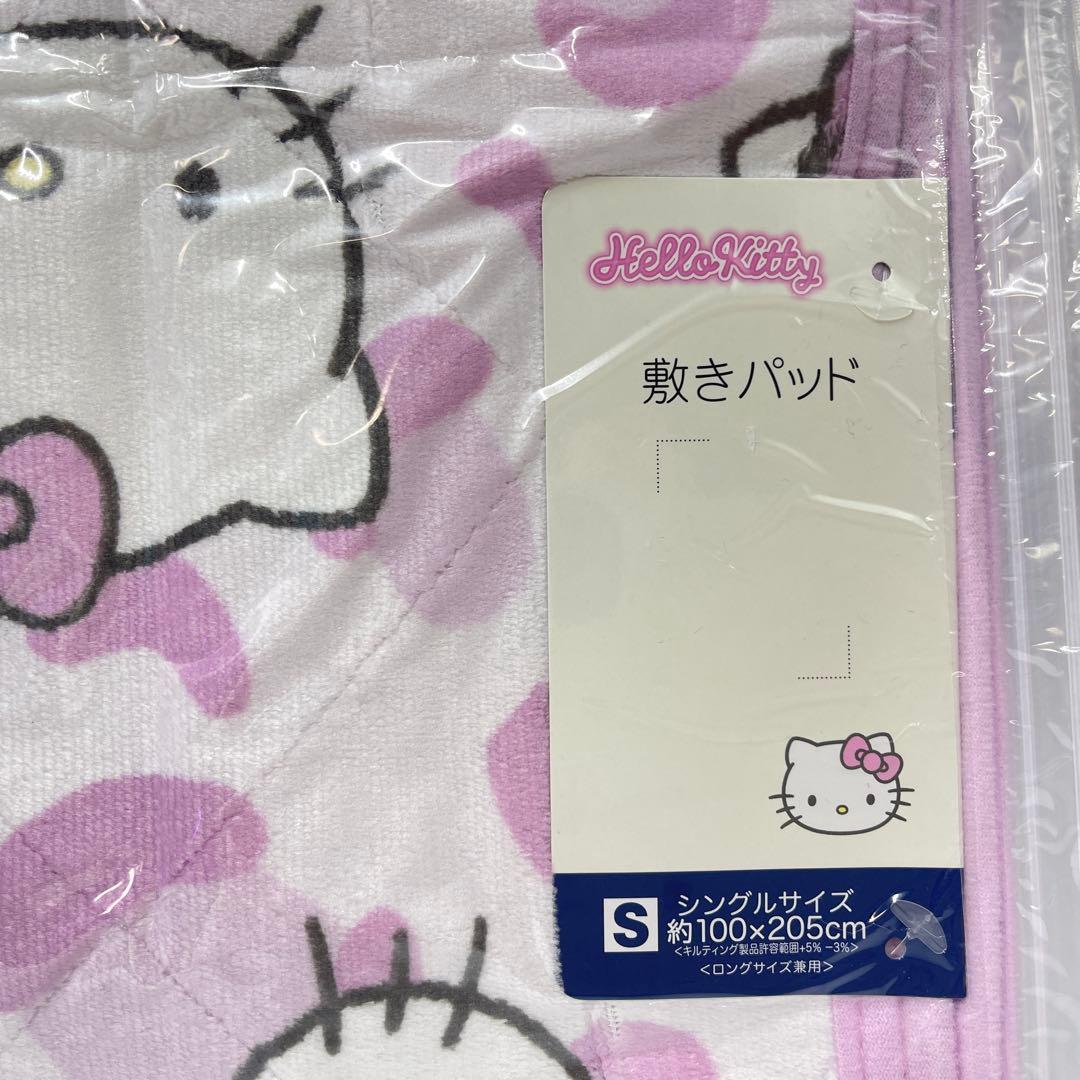 Hello Kitty
敷きパッド
S
シングルサイズ
約100×205cm
<キルティング製品許容範囲+5% -3%>
<ロングサイズ兼用>